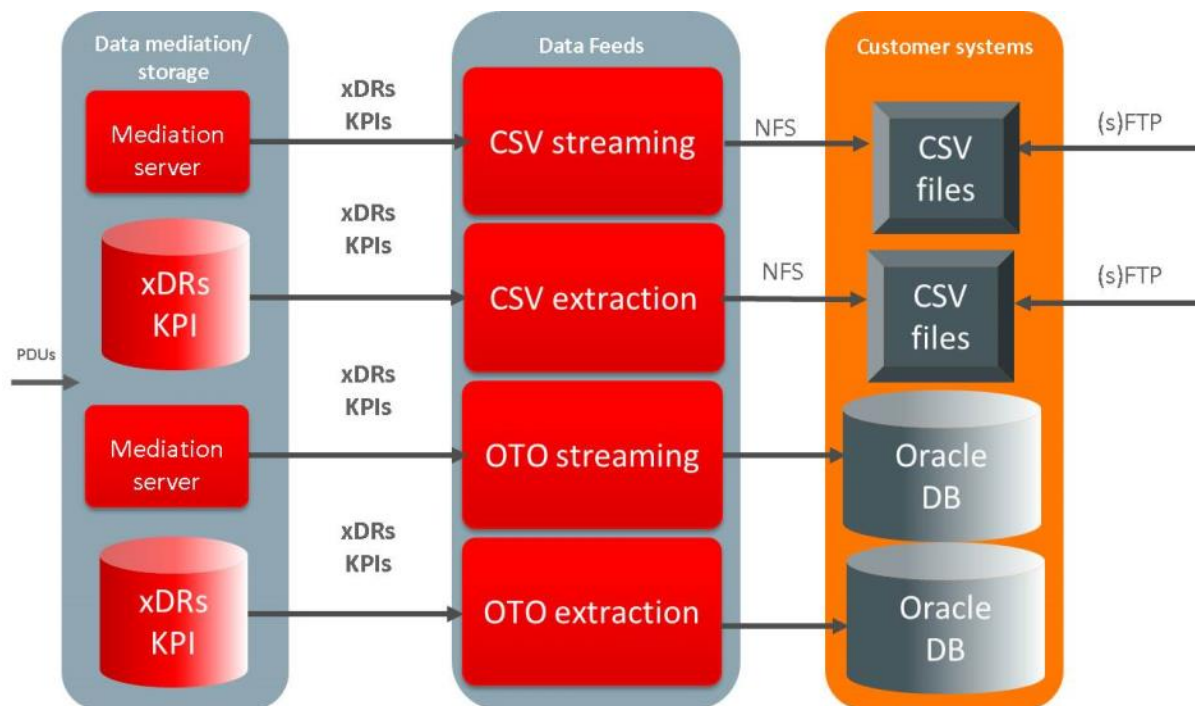 Data mediation/
storage
Data Feeds
Customer systems
Mediation
server
xDRs
KPIs
CSV streaming
NFS
CSV
files
(s)FTP
xDRs
KPI
xDRs
KPIs
CSV extraction
NFS
CSV
files
(s)FTP
PDUs
Mediation
server
xDRs
KPIs
OTO streaming
Oracle
DB
xDRs
KPI
xDRs
KPIs
OTO extraction
Oracle
DB